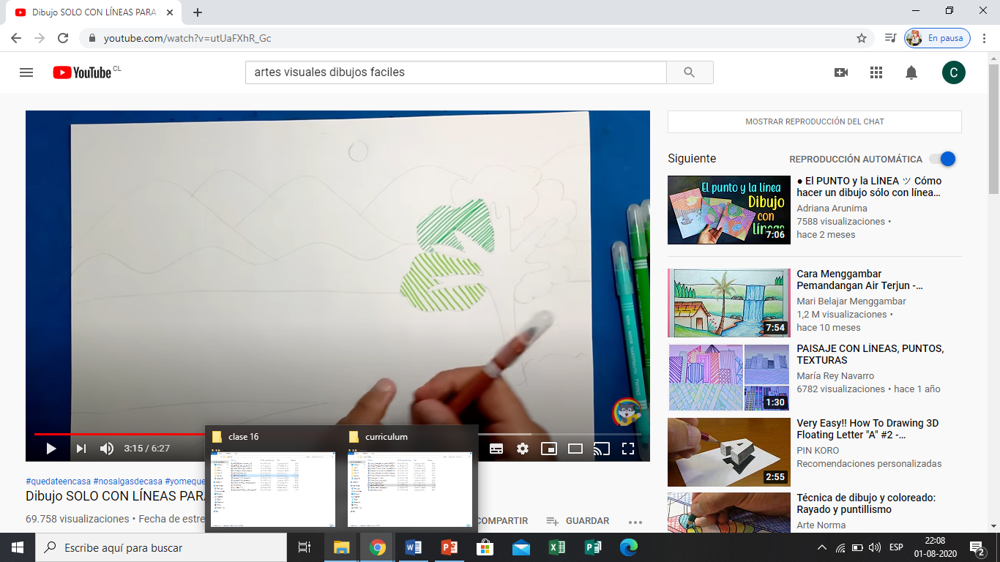 Dibujo SOLO CON LÍNEAS PARA
youtube.com/watch?v=utUaFXhR_Gc
En pausa
YouTube CL
artes visuales dibujos faciles
C
MOSTRAR REPRODUCCIÓN DEL CHAT
Siguiente
REPRODUCCIÓN AUTOMÁTICA
El punto y la línea
Dibujo
con
líneas
7:06
● El PUNTO y la LÍNEA ツ Cómo
hacer un dibujo sólo con línea...
Adriana Arunima
7588 visualizaciones •
hace 2 meses
7:54
Cara Menggambar
Pemandangan Air Terjun -...
Mari Belajar Menggambar
1,2 M visualizaciones •
hace 10 meses
1:30
PAISAJE CON LÍNEAS, PUNTOS,
TEXTURAS
María Rey Navarro
6782 visualizaciones • hace 1 año
2:55
Very Easy!! How To Drawing 3D
Floating Letter "A" #2 -...
PIN KORO
Recomendaciones personalizadas
Técnica de dibujo y coloreado:
Rayado y puntillismo
Arte Norma
3:15 / 6:27
clase 16
curriculum
#quedateencasa #nosalgasdecasa #yomeque
Dibujo SOLO CON LÍNEAS PARA
69.758 visualizaciones • Fecha de estre
COMPARTIR
GUARDAR
Escribe aquí para buscar
ESP
22:08
01-08-2020
2